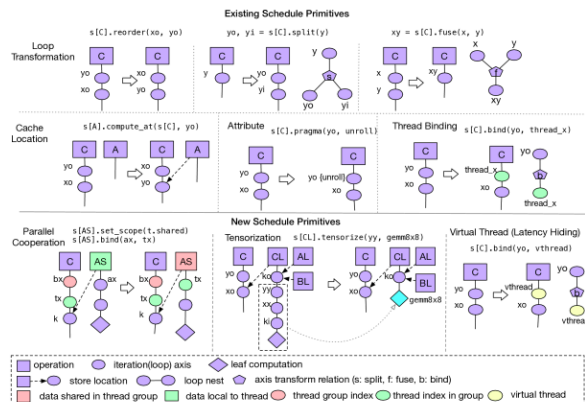 Existing Schedule Primitives
Loop Transformation
s[C].reorder(xo, yo)
C C
yo xo
xo yo
yo, yi = s[C].split(y)
C C y
y yo s
yi yo yi
xy = s[C].fuse(x, y)
C C x y
x xy f
y xy
Cache Location
s[A].compute_at(s[C], yo)
C A C A
yo yo
xo xo
Attribute
s[C].pragma(yo, unroll)
C C
yo yo {unroll}
xo xo
Thread Binding
s[C].bind(yo, thread_x)
C C yo
yo thread_x b
xo xo thread_x
New Schedule Primitives
Parallel Cooperation
s[AS].set_scope(t.shared)
s[AS].bind(ax, tx)
C AS C AS
bx ax bx tx
tx tx
k k
Tensorization
s[CL].tensorize(yy, gemm8x8)
C CL AL C CL AL
yo ko BL yo ko BL
xo yy xo gemm8x8
xx
ki
Virtual Thread (Latency Hiding)
s[C].bind(yo, vthread)
C C yo
yo vthread b
xo xo vthread
operation iteration(loop) axis leaf computation
store location loop nest axis transform relation (s: split, f: fuse, b: bind)
data shared in thread group data local to thread thread group index thread index in group virtual thread